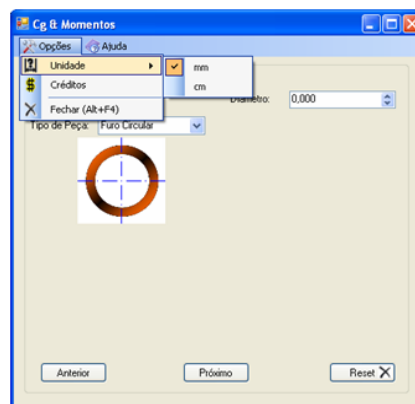 Cg & Momentos
Opções Ajuda
Unidade mm
cm
Créditos
Fechar (Alt+F4)
Diâmetro: 0,000
Tipo de Peça: Furo Circular
Anterior Próximo Reset